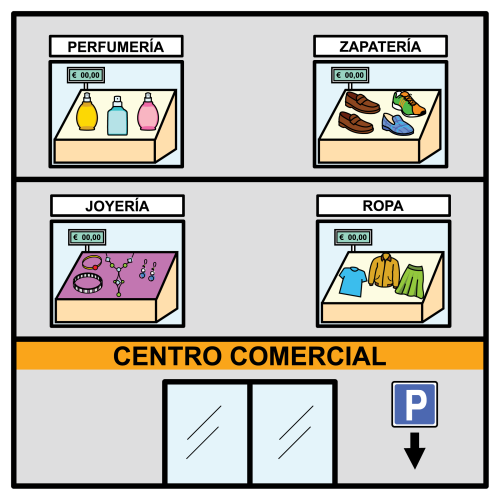 PERFUMERÍA
ZAPATERÍA
€ 00,00
€ 00,00
JOYERÍA
ROPA
€ 00,00
€ 00,00
CENTRO COMERCIAL
P